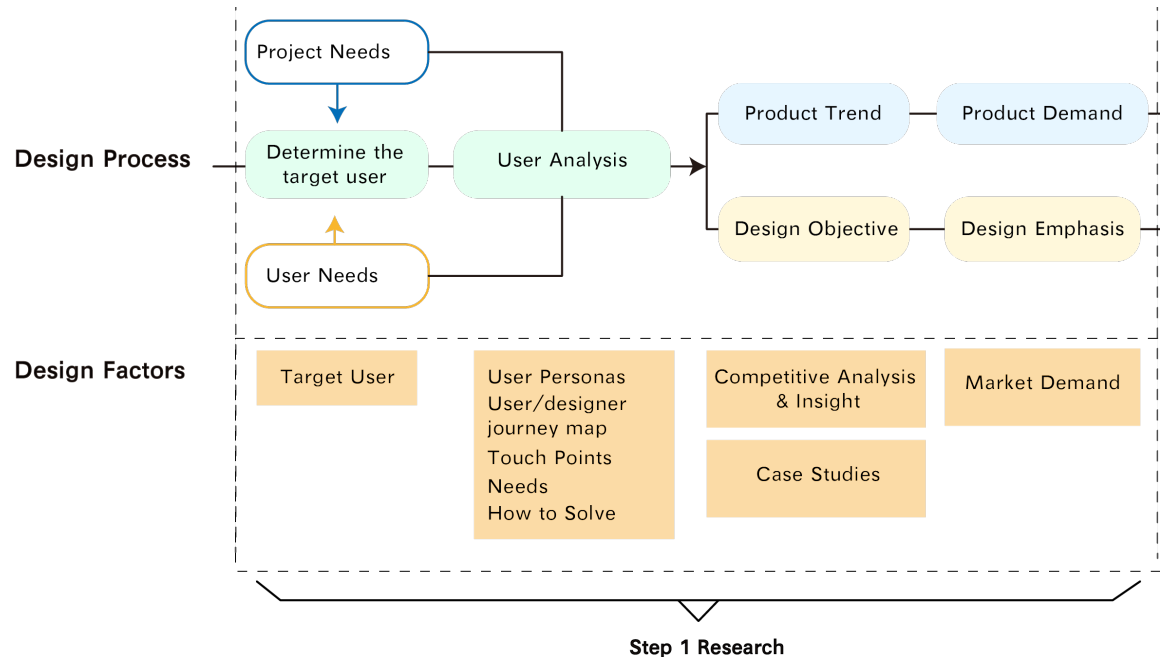 Project Needs
Design Process
Determine the
target user
User Analysis
Product Trend
Product Demand
Design Objective
Design Emphasis
User Needs
Design Factors
Target User
User Personas
User/designer
journey map
Touch Points
Needs
How to Solve
Competitive Analysis
& Insight
Case Studies
Market Demand
Step 1 Research